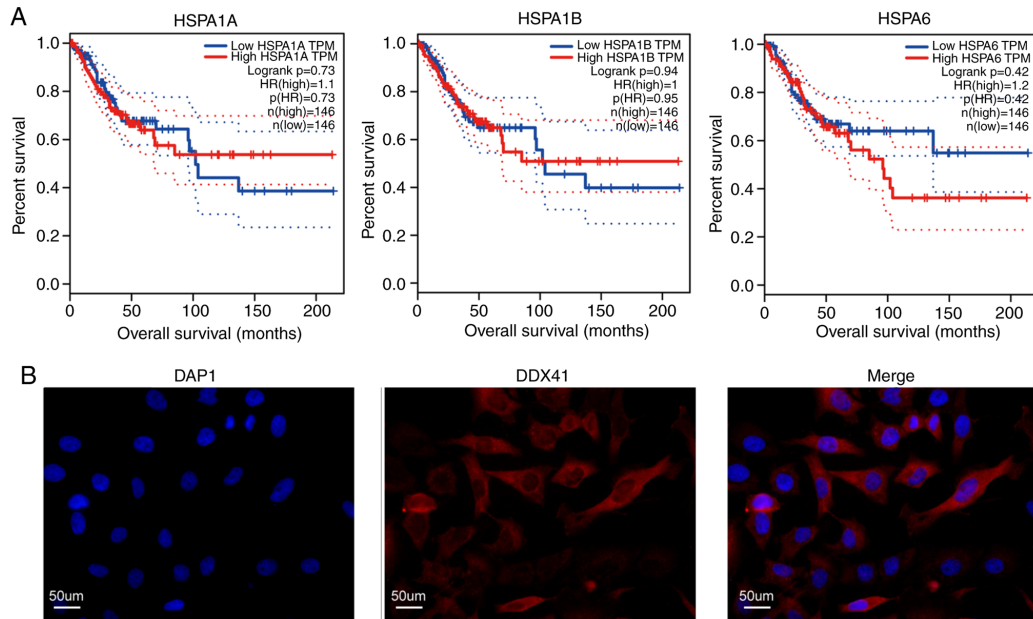 A
HSPA1A
Low HSPA1A TPM
High HSPA1A TPM
Logrank p=0.73
HR(high)=1.1
p(HR)=0.73
n(high)=146
n(low)=146
1.0
0.8
0.6
0.4
0.2
0.0
0
50
100
150
200
Percent survival
Overall survival (months)
HSPA1B
Low HSPA1B TPM
High HSPA1B TPM
Logrank p=0.94
HR(high)=1
p(HR)=0.95
n(high)=146
n(low)=146
1.0
0.8
0.6
0.4
0.2
0.0
0
50
100
150
200
Percent survival
Overall survival (months)
HSPA6
Low HSPA6 TPM
High HSPA6 TPM
Logrank p=0.42
HR(high)=1.2
p(HR)=0.42
n(high)=146
n(low)=146
1.0
0.8
0.6
0.4
0.2
0.0
0
50
100
150
200
Percent survival
Overall survival (months)
B
DAP1
DDX41
Merge
50um
50um
50um